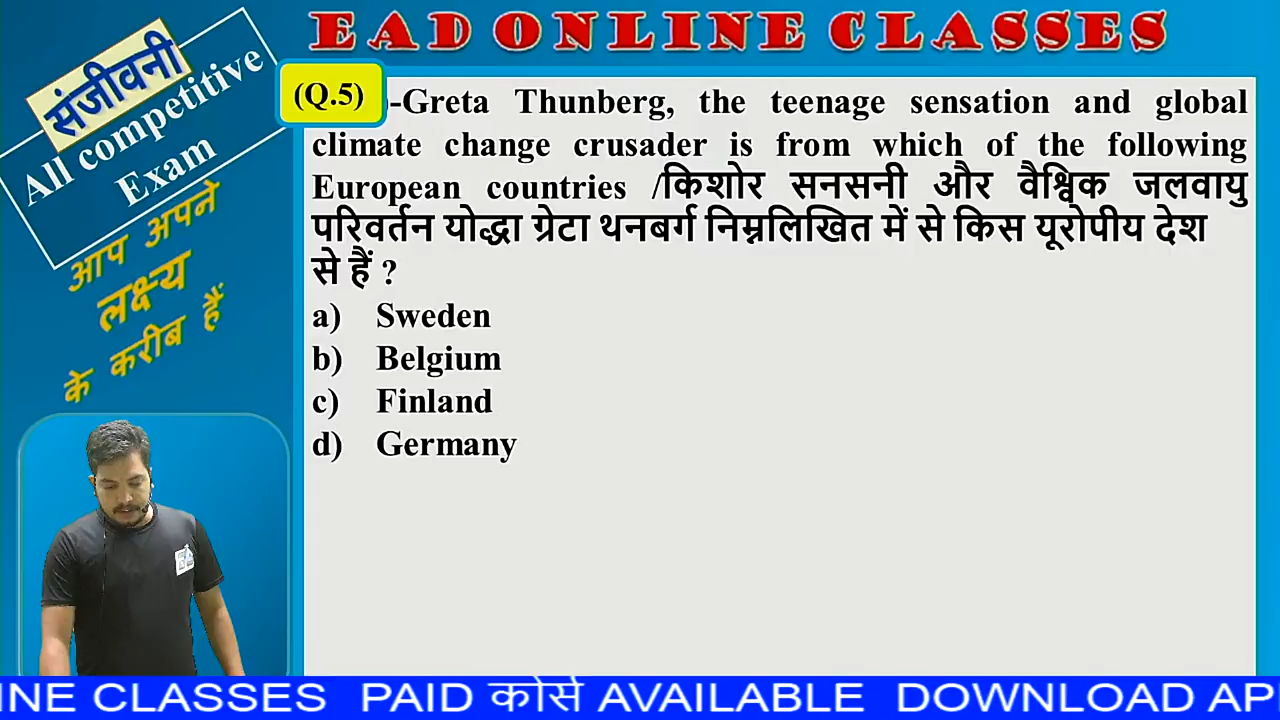 EAD ONLINE CLASSES
संजीवनी
All competitive
Exam
आप अपने
लक्ष्य
के करीब हैं
(Q.5)
-Greta Thunberg, the teenage sensation and global
climate change crusader is from which of the following
European countries /किशोर सनसनी और वैश्विक जलवायु
परिवर्तन योद्धा ग्रेटा थनबर्ग निम्नलिखित में से किस यूरोपीय देश
से हैं ?
a) Sweden
b) Belgium
c) Finland
d) Germany
INE CLASSES PAID कोर्स AVAILABLE DOWNLOAD AP